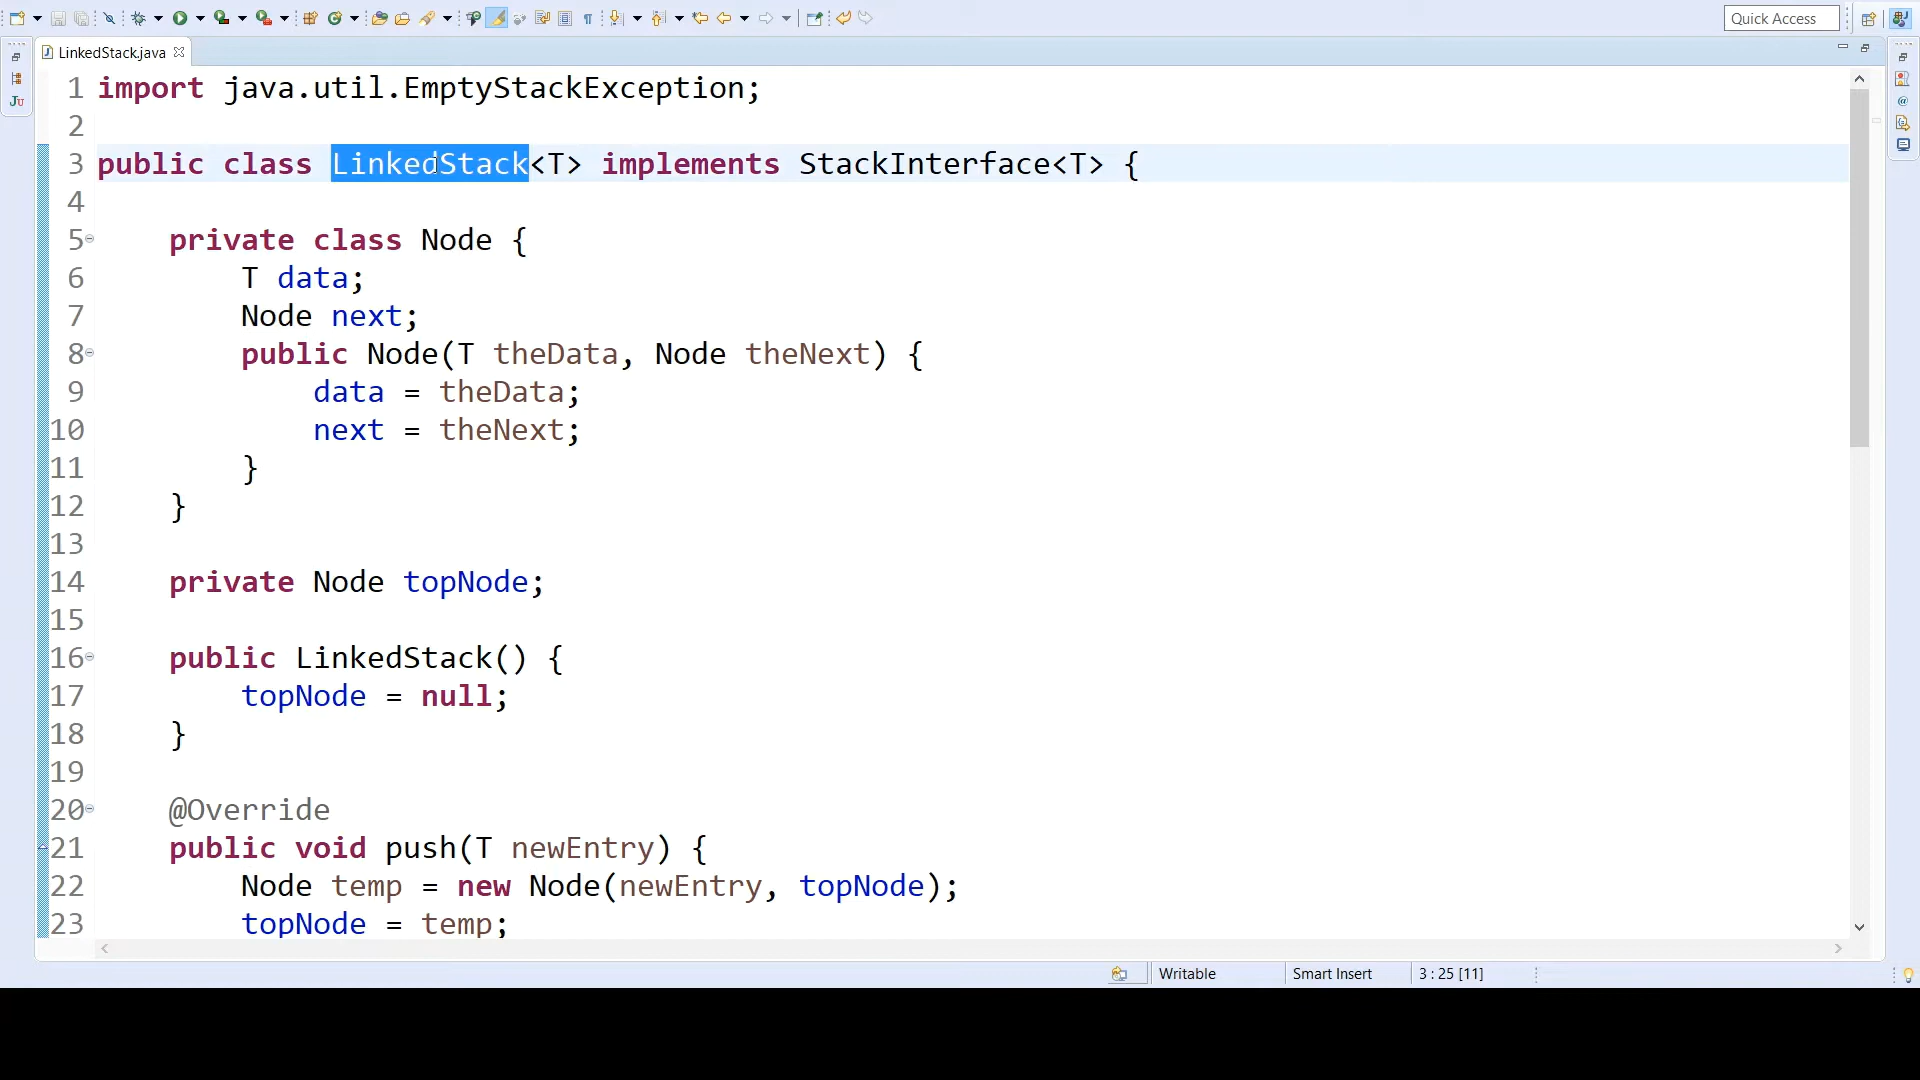 Quick Access
LinkedStack.java
1 import java.util.EmptyStackException;
2
3 public class LinkedStack<T> implements StackInterface<T> {
4
5     private class Node {
6         T data;
7         Node next;
8         public Node(T theData, Node theNext) {
9             data = theData;
10             next = theNext;
11         }
12     }
13
14     private Node topNode;
15
16     public LinkedStack() {
17         topNode = null;
18     }
19
20     @Override
21     public void push(T newEntry) {
22         Node temp = new Node(newEntry, topNode);
23         topNode = temp;
Writable Smart Insert 3 : 25 [11]